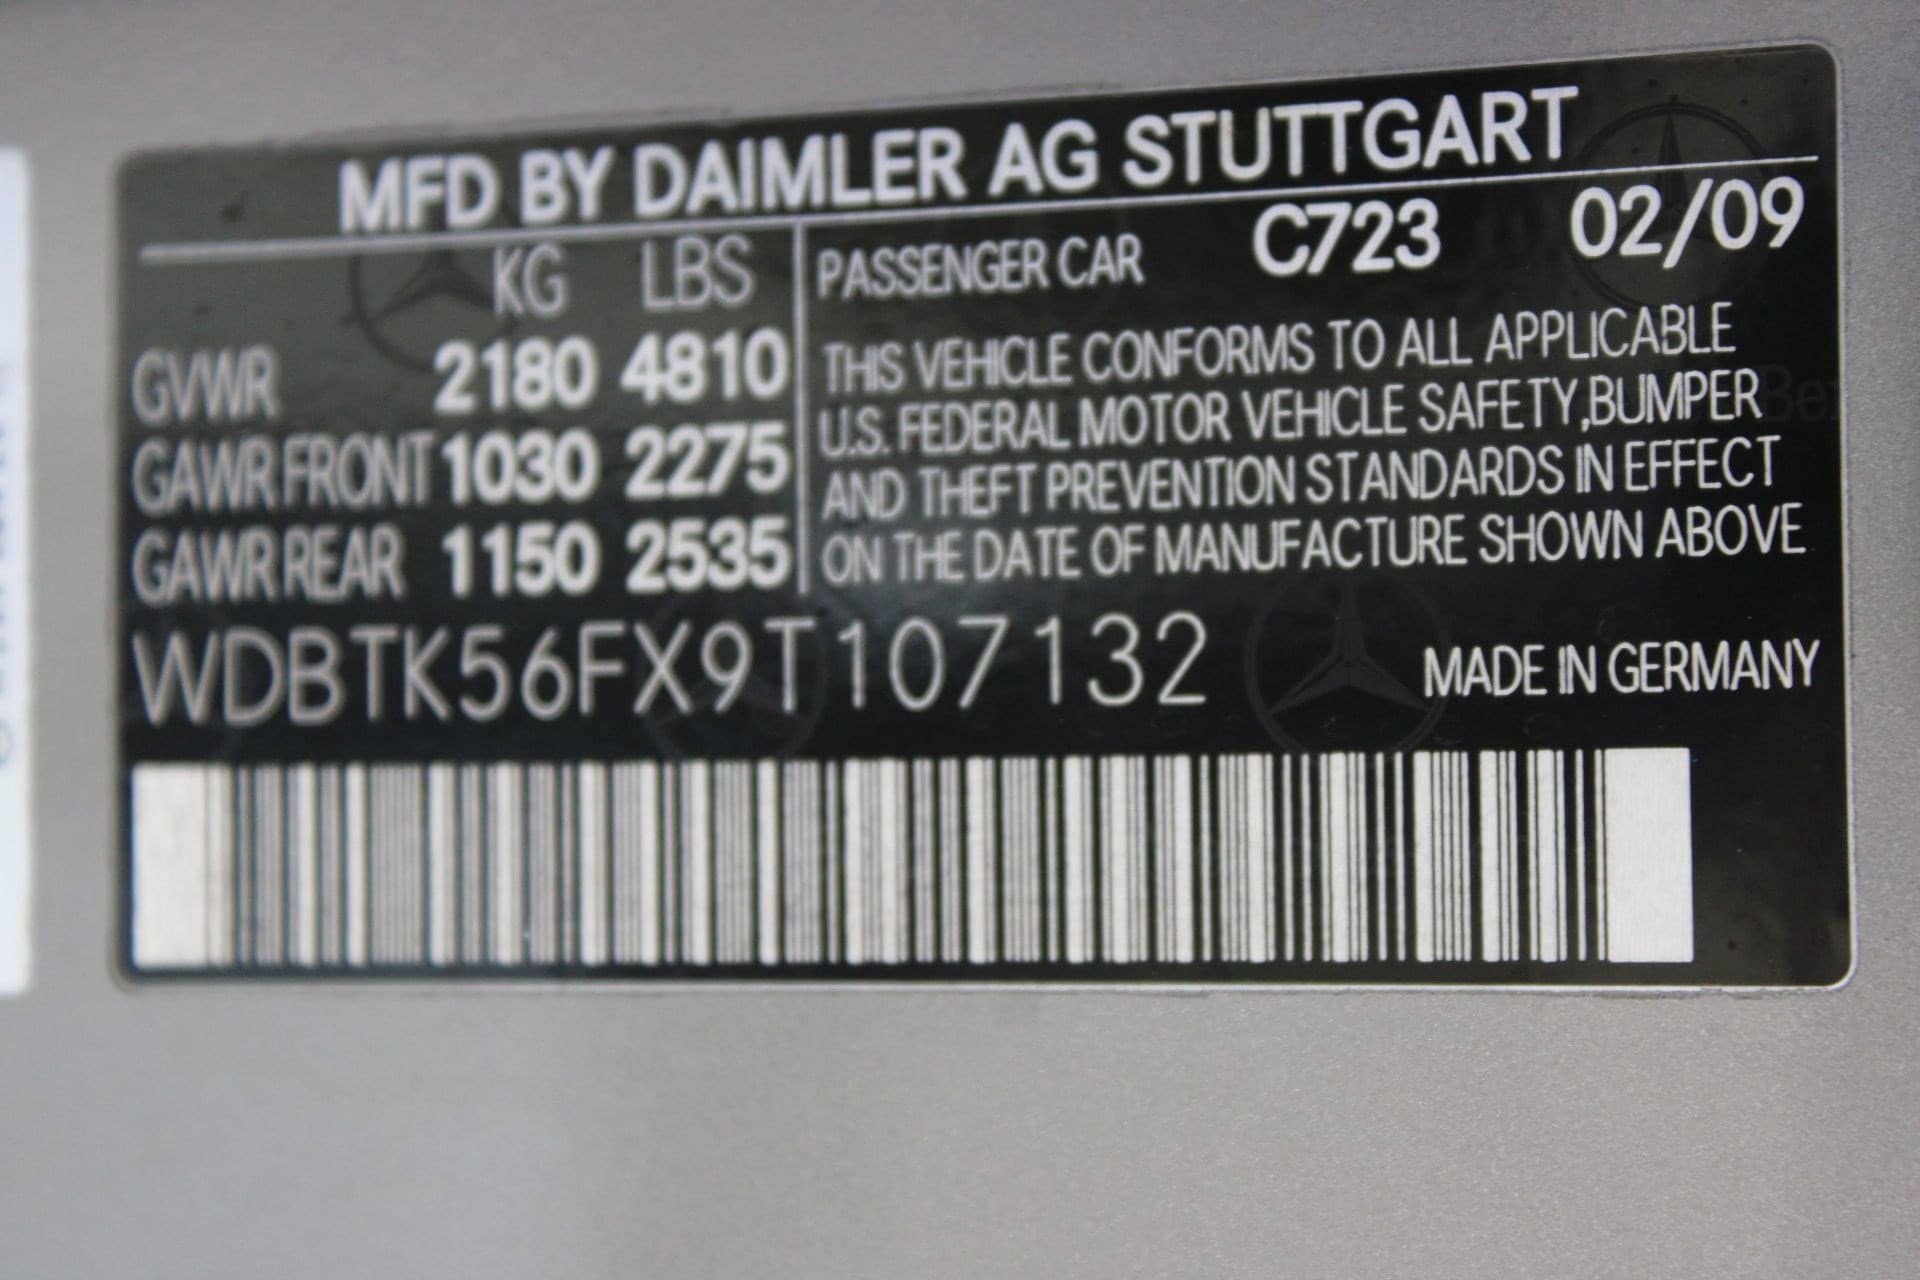 MFD BY DAIMLER AG STUTTGART
KG LBS
GVWR 2180 4810
GAWR FRONT 1030 2275
GAWR REAR 1150 2535
PASSENGER CAR C723 02/09
THIS VEHICLE CONFORMS TO ALL APPLICABLE
U.S. FEDERAL MOTOR VEHICLE SAFETY,BUMPER
AND THEFT PREVENTION STANDARDS IN EFFECT
ON THE DATE OF MANUFACTURE SHOWN ABOVE
WDBTK56FX9T107132 MADE IN GERMANY